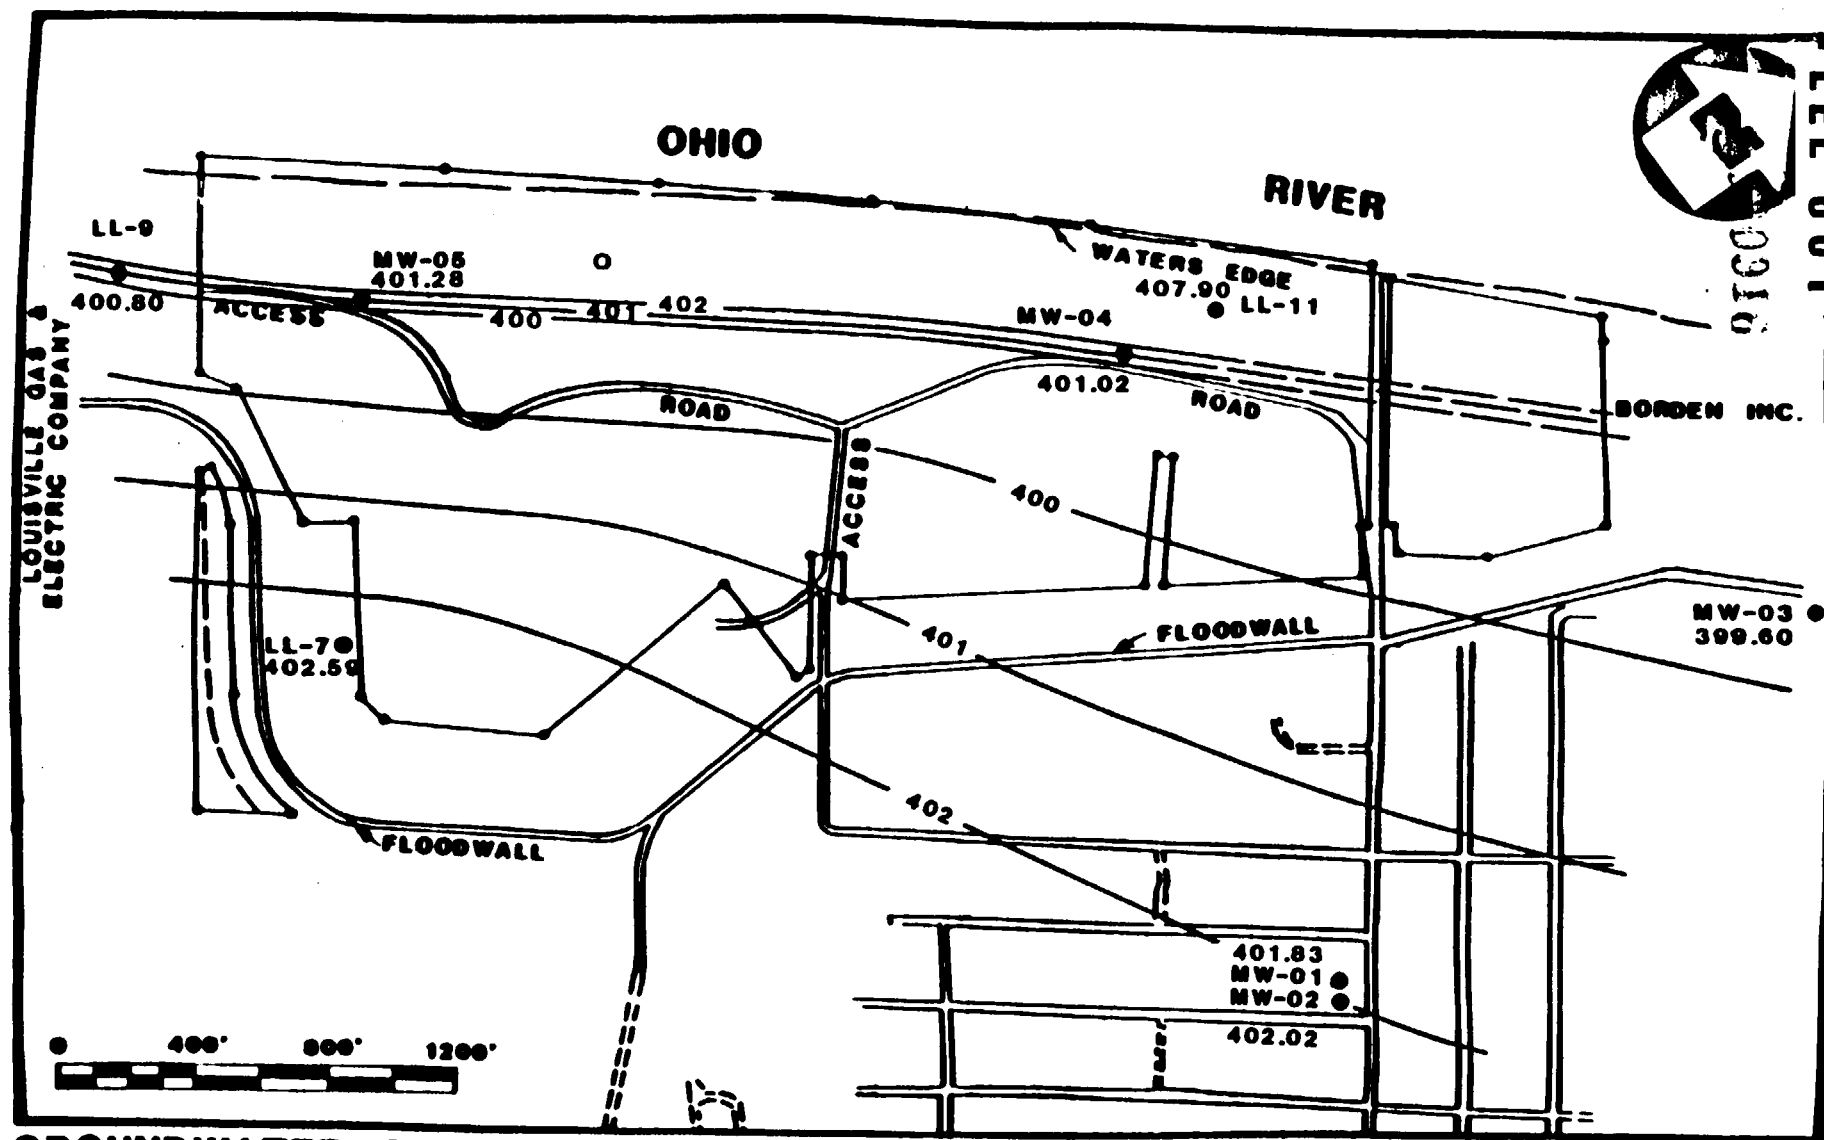 OHIO
RIVER
LL-9
400.80
MW-05
401.28
WATERS EDGE
407.90
LL-11
ACCESS
400
401
402
MW-04
401.02
ROAD
ROAD
BORDEN INC.
LOUISVILLE GAS &
ELECTRIC COMPANY
ACCESS
400
LL-7
402.59
401
FLOODWALL
MW-03
399.60
402
FLOODWALL
401.83
MW-01
MW-02
402.02
400' 800' 1200'